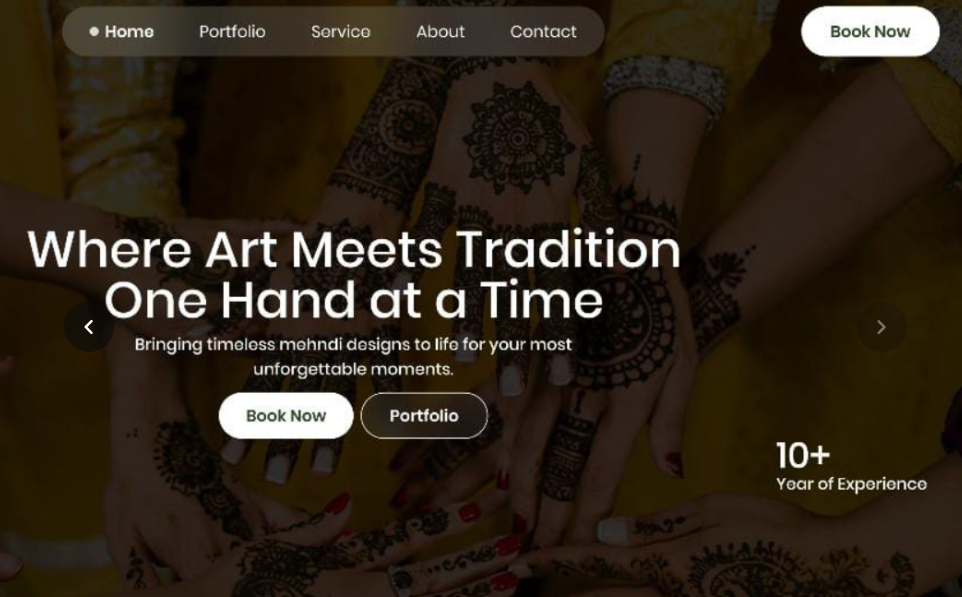 Home Portfolio Service About Contact Book Now
Where Art Meets Tradition
One Hand at a Time
Bringing timeless mehndi designs to life for your most
unforgettable moments.
Book Now Portfolio
10+
Year of Experience